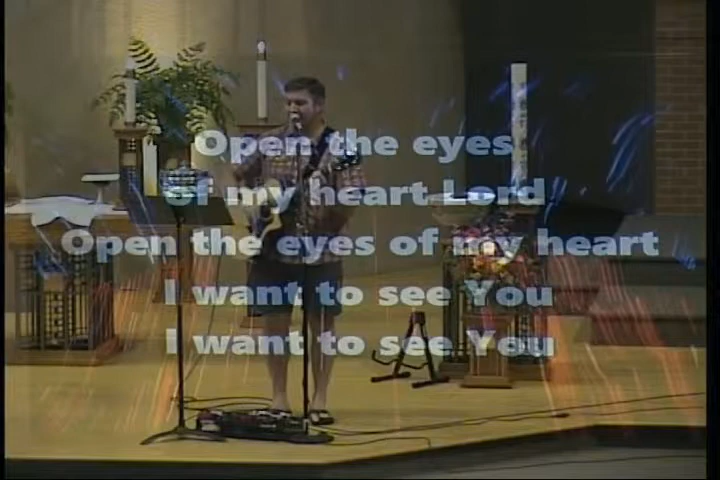 Open the eyes
of my heart Lord
Open the eyes of my heart
I want to see You
I want to see You